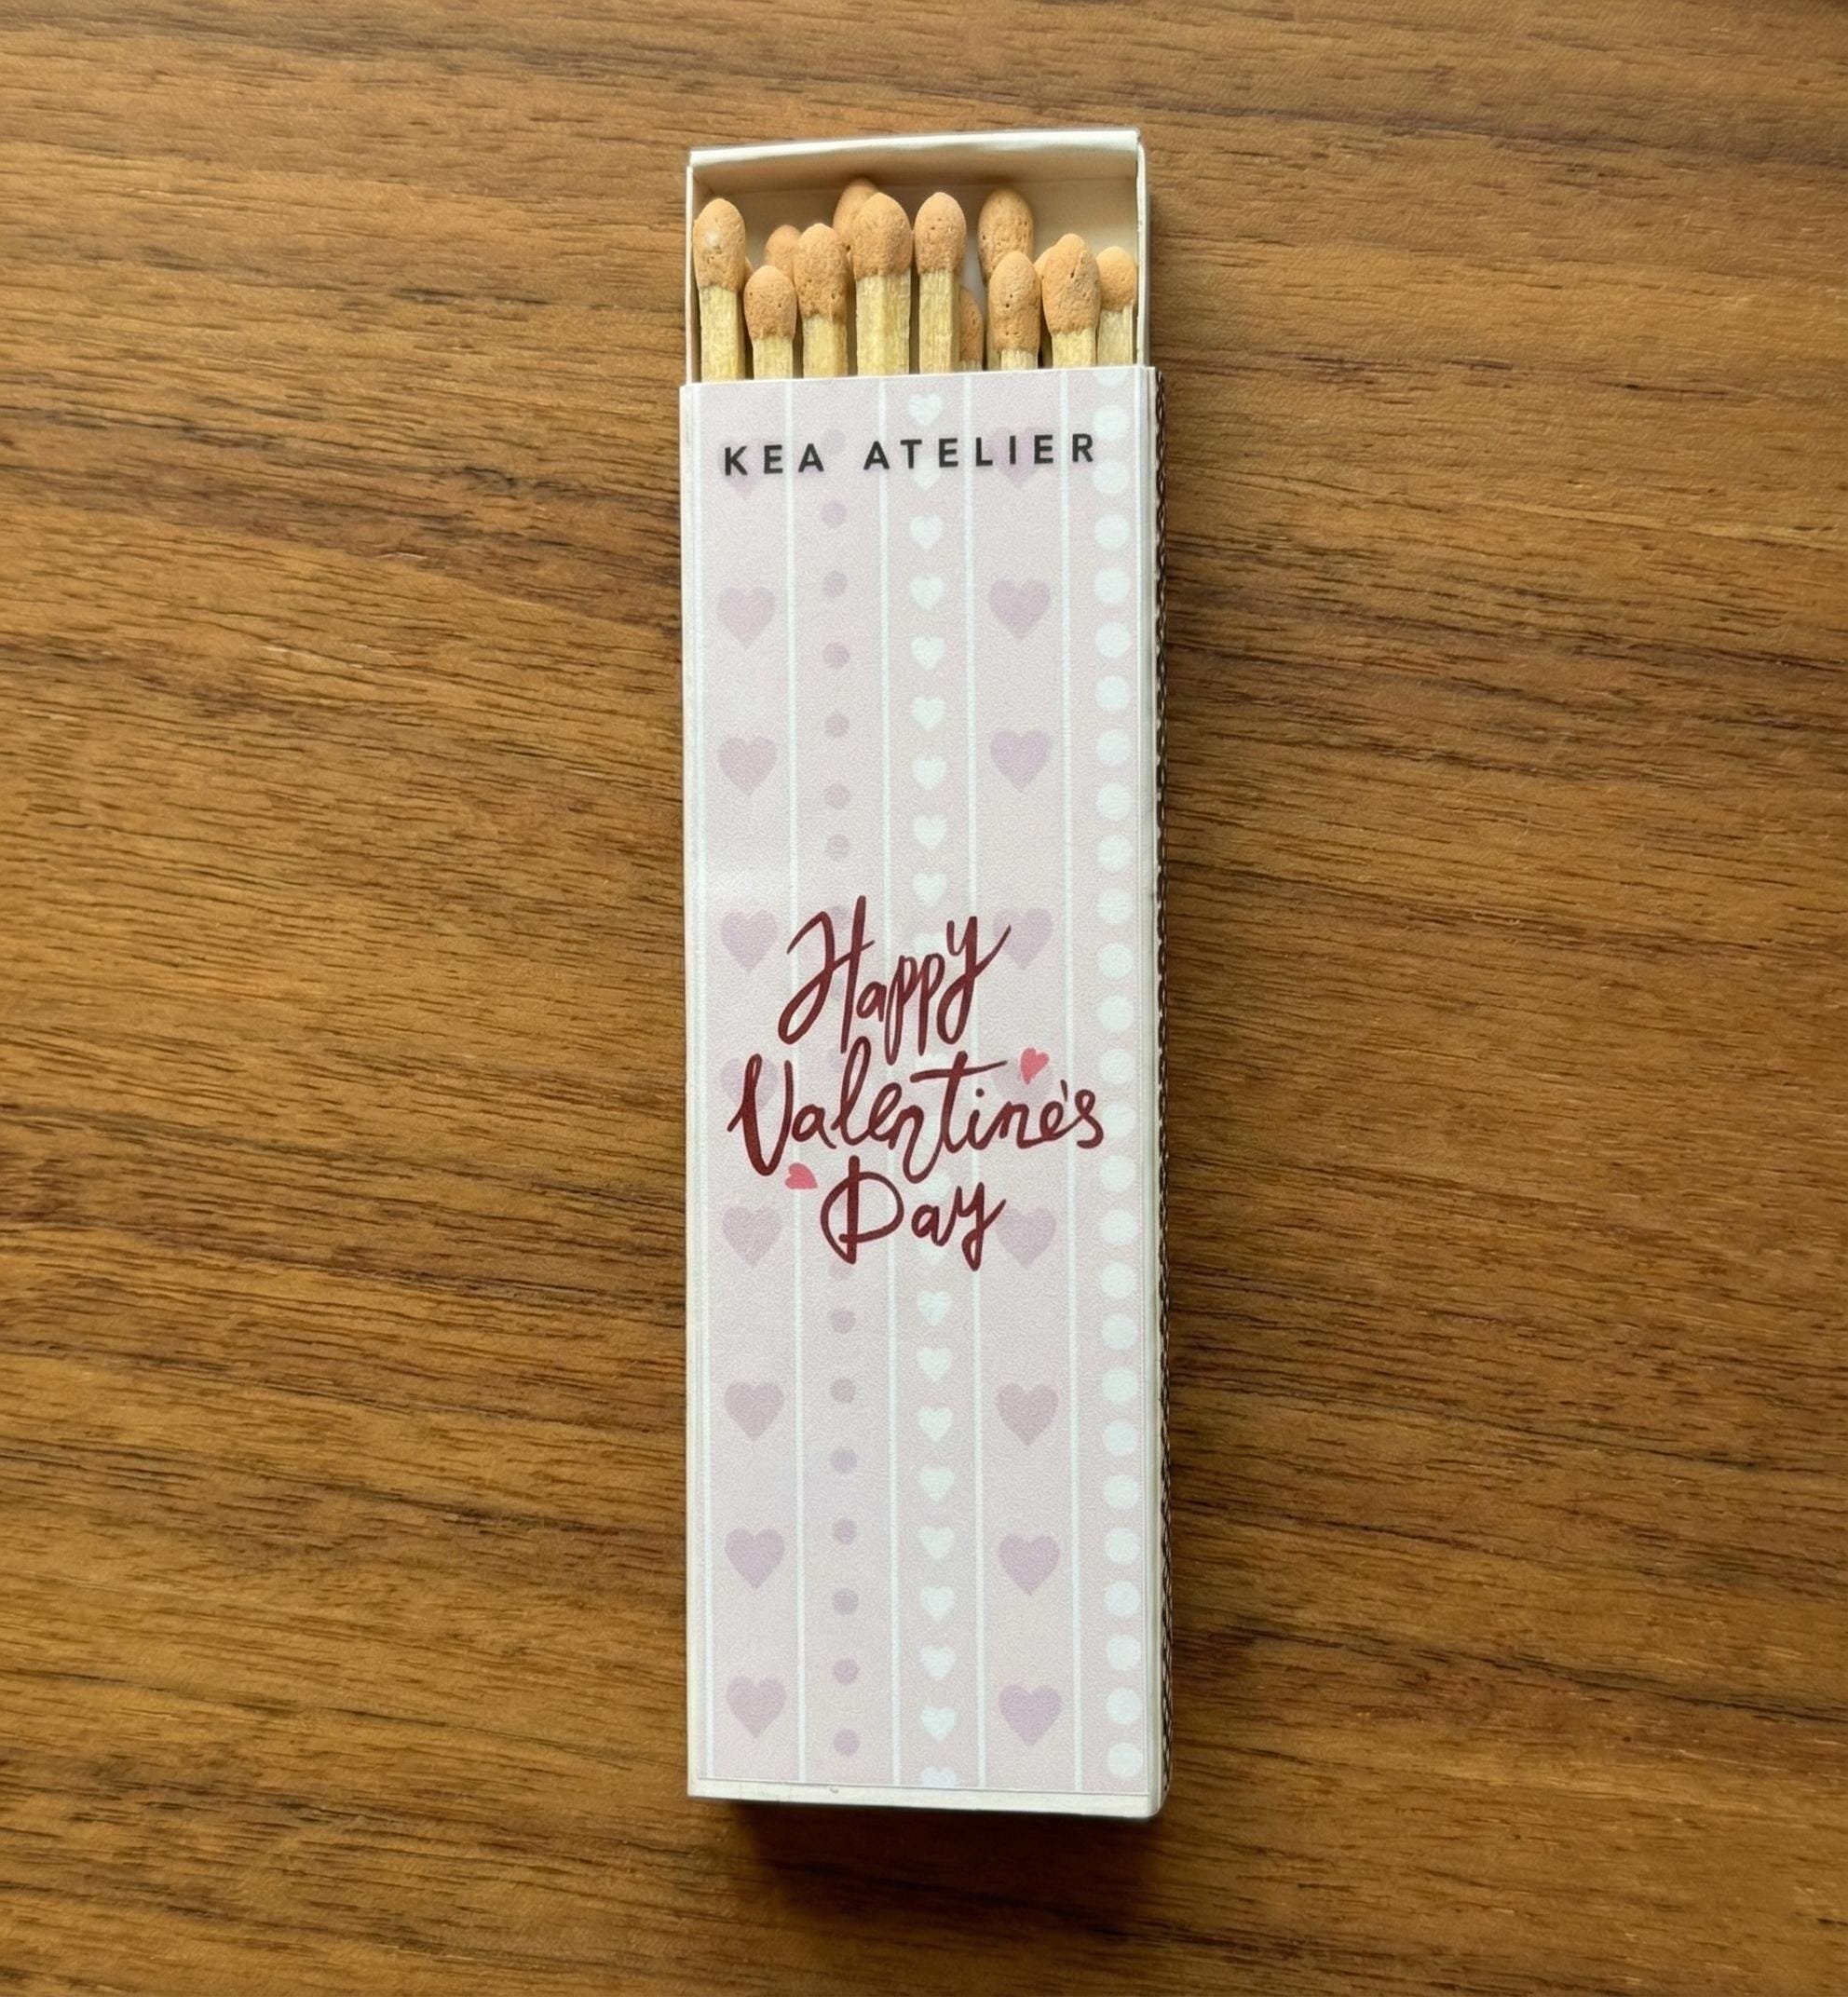 KEA ATELIER
Happy
Valentine's
Day